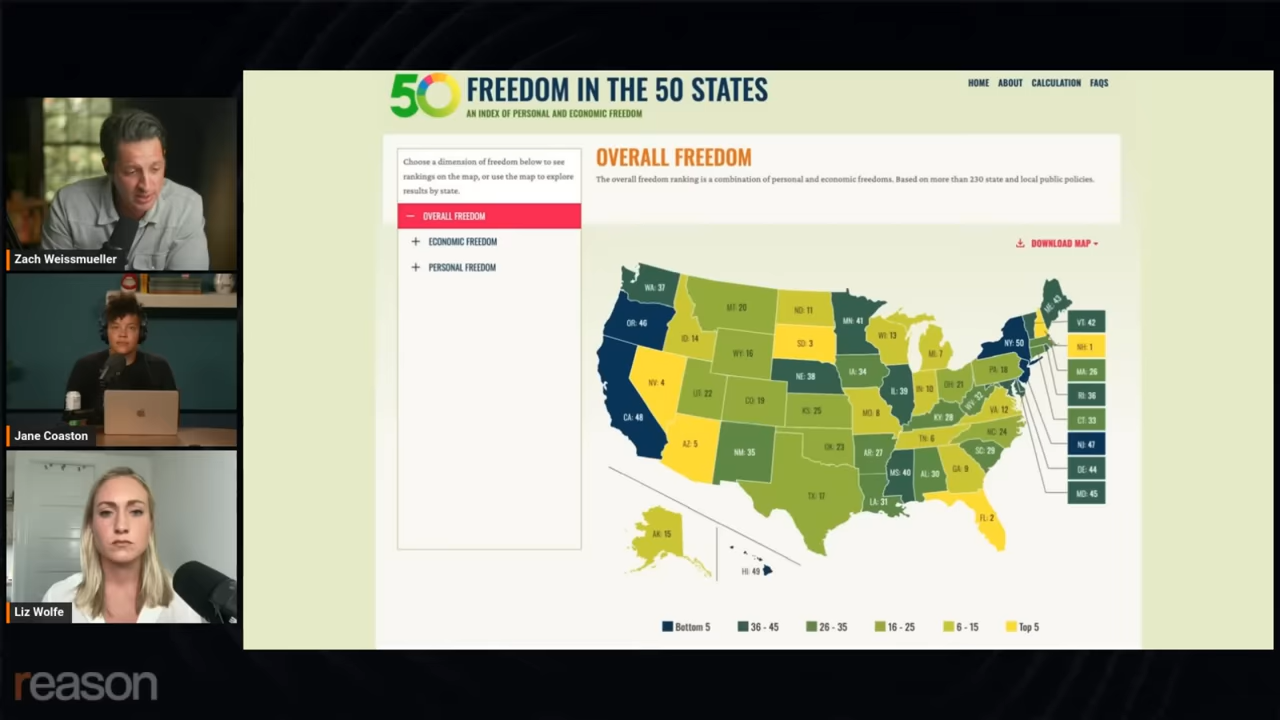 50 FREEDOM IN THE 50 STATES
AN INDEX OF PERSONAL AND ECONOMIC FREEDOM
HOME ABOUT CALCULATION FAQS
Choose a dimension of freedom below to see
rankings on the map, or use the map to explore
results by state.
OVERALL FREEDOM
ECONOMIC FREEDOM
PERSONAL FREEDOM
OVERALL FREEDOM
The overall freedom ranking is a combination of personal and economic freedoms. Based on more than 230 state and local public policies.
DOWNLOAD MAP
WA: 37
OR: 46
CA: 48
NV: 4
ID: 14
MT: 20
WY: 16
UT: 22
AZ: 5
CO: 19
NM: 35
ND: 11
SD: 3
NE: 38
KS: 25
OK: 23
TX: 17
MN: 41
IA: 34
MO: 8
AR: 27
LA: 31
WI: 13
IL: 39
MS: 40
MI: 7
IN: 10
KY: 28
TN: 6
AL: 30
OH: 21
WV: 32
VA: 12
NC: 24
SC: 29
GA: 9
FL: 2
PA: 18
NY: 50
ME: 43
VT: 42
NH: 1
MA: 26
RI: 36
CT: 33
NJ: 47
DE: 44
MD: 45
AK: 15
HI: 49
Bottom 5
36 - 45
26 - 35
16 - 25
6 - 15
Top 5
Zach Weissmueller
Jane Coaston
Liz Wolfe
reason